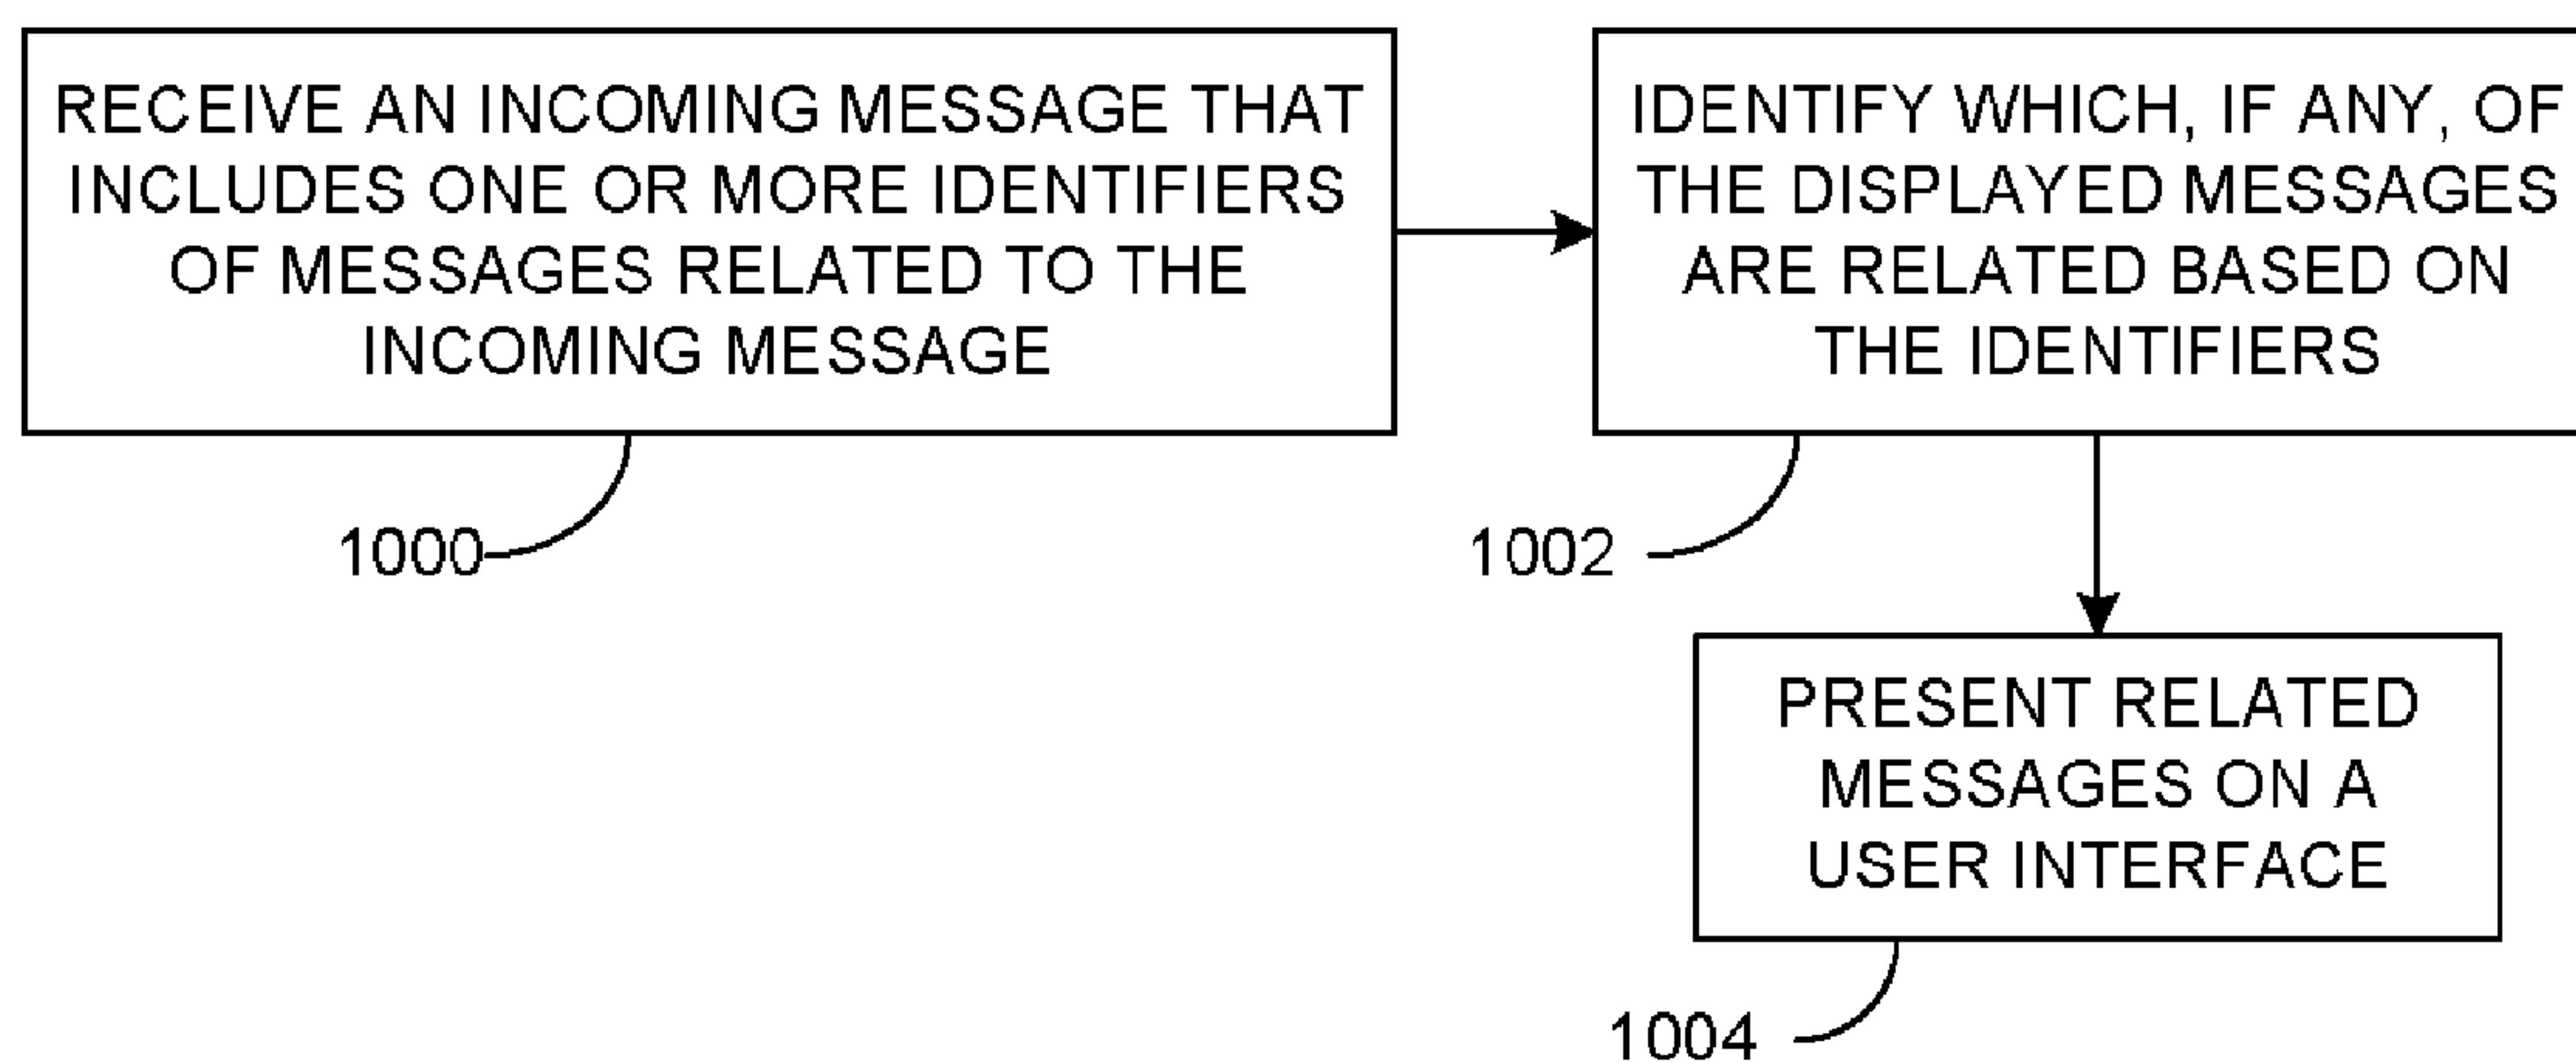 RECEIVE AN INCOMING MESSAGE THAT
INCLUDES ONE OR MORE IDENTIFIERS
OF MESSAGES RELATED TO THE
INCOMING MESSAGE
1000
IDENTIFY WHICH, IF ANY, OF
THE DISPLAYED MESSAGES
ARE RELATED BASED ON
THE IDENTIFIERS
1002
PRESENT RELATED
MESSAGES ON A
USER INTERFACE
1004